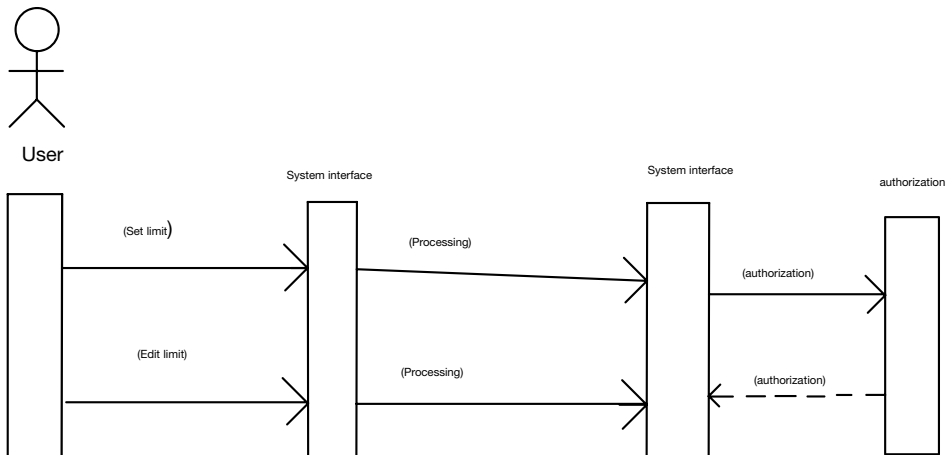 User
System interface
System interface
authorization
(Set limit)
(Processing)
(authorization)
(Edit limit)
(Processing)
(authorization)